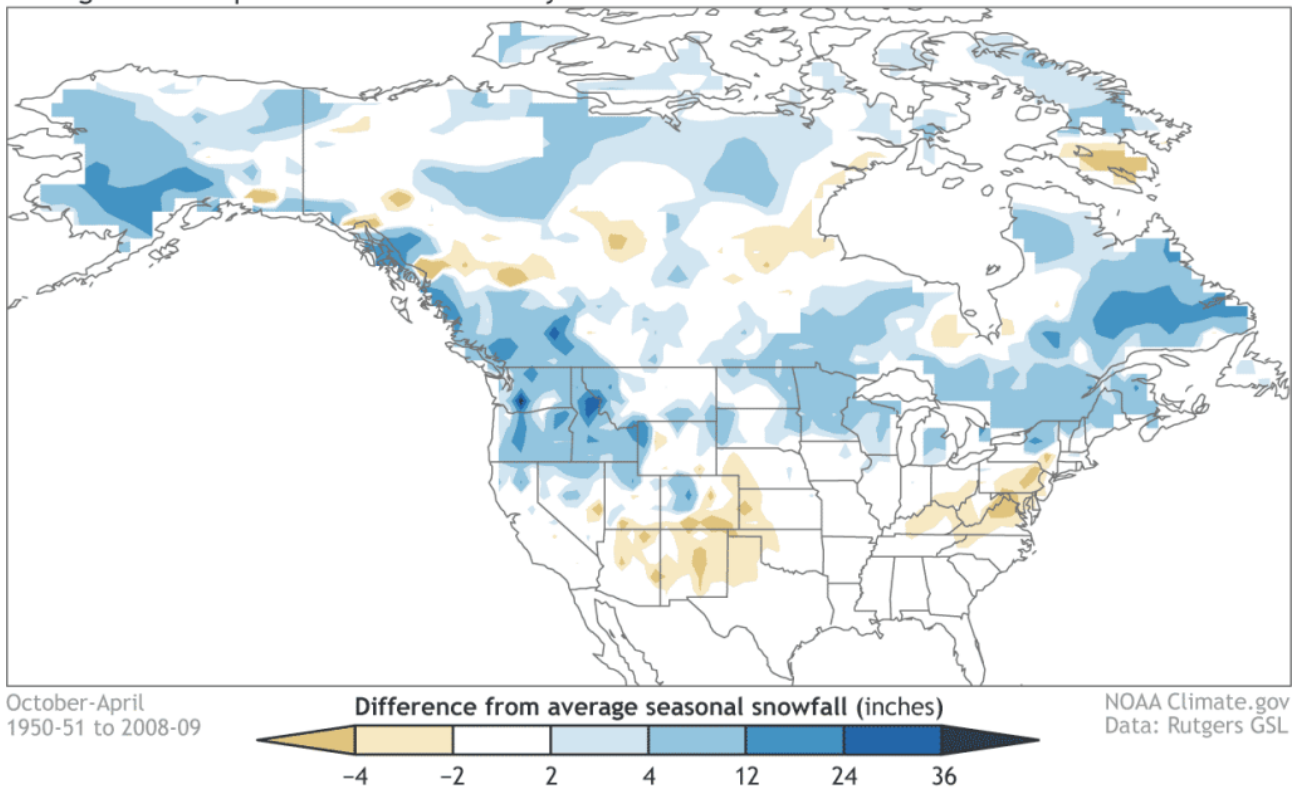 October-April
1950-51 to 2008-09
Difference from average seasonal snowfall (inches)
−4 −2 2 4 12 24 36
NOAA Climate.gov
Data: Rutgers GSL